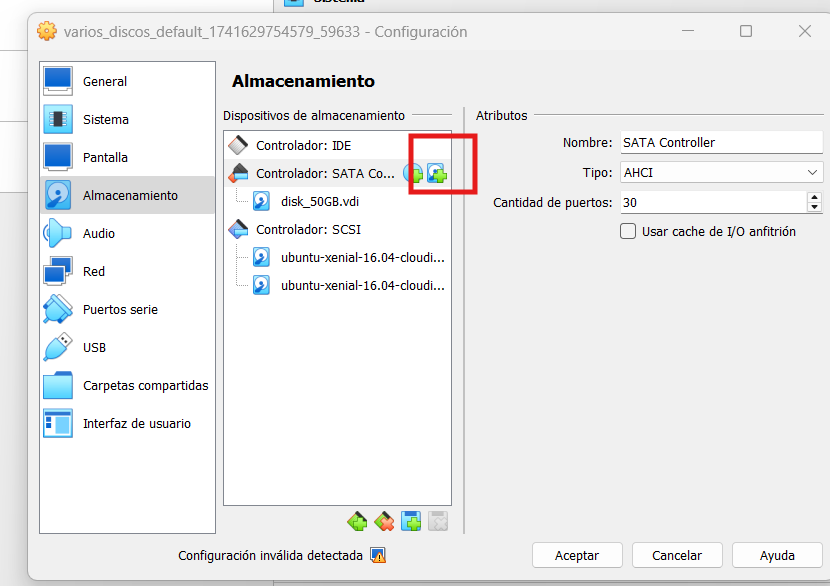 Sistema
varios_discos_default_1741629754579_59633 - Configuración
General
Sistema
Pantalla
Almacenamiento
Audio
Red
Puertos serie
USB
Carpetas compartidas
Interfaz de usuario
Almacenamiento
Dispositivos de almacenamiento
Controlador: IDE
Controlador: SATA Co...
disk_50GB.vdi
Controlador: SCSI
ubuntu-xenial-16.04-cloudi...
ubuntu-xenial-16.04-cloudi...
Atributos
Nombre: SATA Controller
Tipo: AHCI
Cantidad de puertos: 30
Usar cache de I/O anfitrión
Configuración inválida detectada
Aceptar
Cancelar
Ayuda